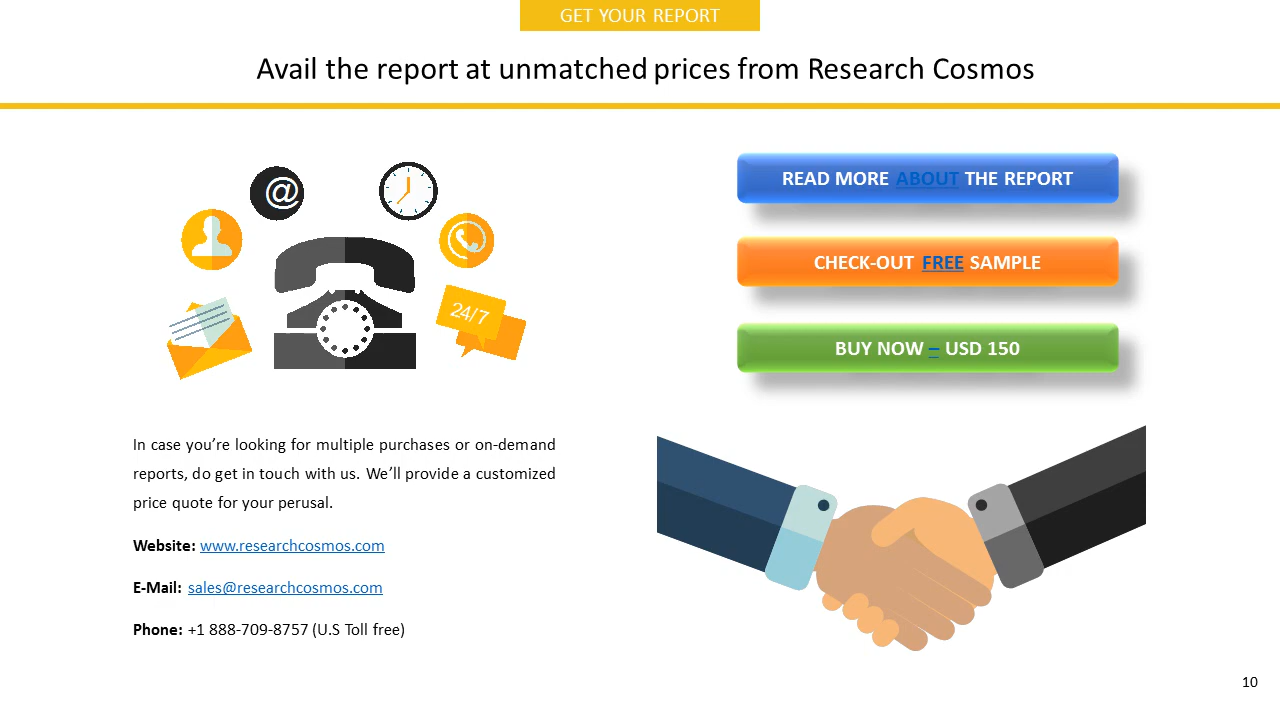 GET YOUR REPORT
Avail the report at unmatched prices from Research Cosmos
@
24/7
READ MORE ABOUT THE REPORT
CHECK-OUT FREE SAMPLE
BUY NOW – USD 150
In case you’re looking for multiple purchases or on-demand
reports, do get in touch with us. We’ll provide a customized
price quote for your perusal.
Website: www.researchcosmos.com
E-Mail: sales@researchcosmos.com
Phone: +1 888-709-8757 (U.S Toll free)
10